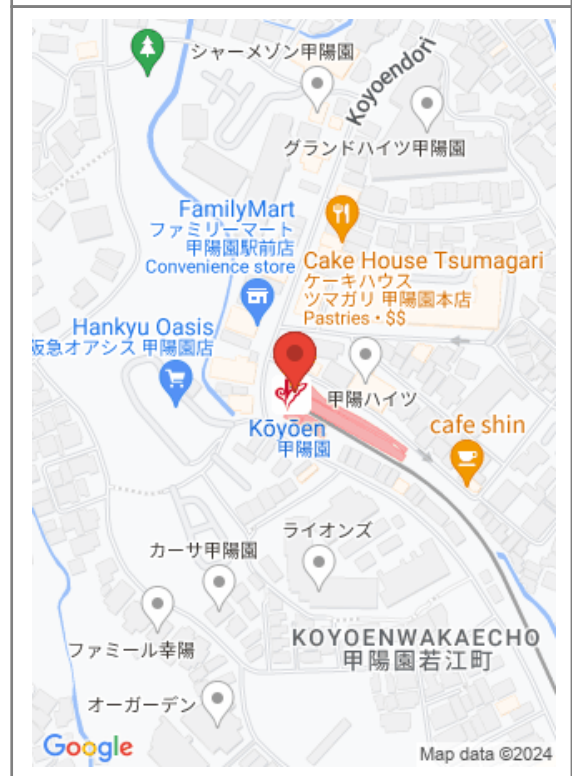 シャーメゾン甲陽園
Koyoendori
グランドハイツ甲陽園
FamilyMart
ファミリーマート
甲陽園駅前店
Convenience store
Cake House Tsumagari
ケーキハウス
ツマガリ 甲陽園本店
Pastries・$$
Hankyu Oasis
阪急オアシス 甲陽園店
甲陽ハイツ
Kōyōen
甲陽園
cafe shin
ライオンズ
カーサ甲陽園
ファミール幸陽
KOYOENWAKAECHO
甲陽園若江町
オーガーデン
Google
Map data ©2024